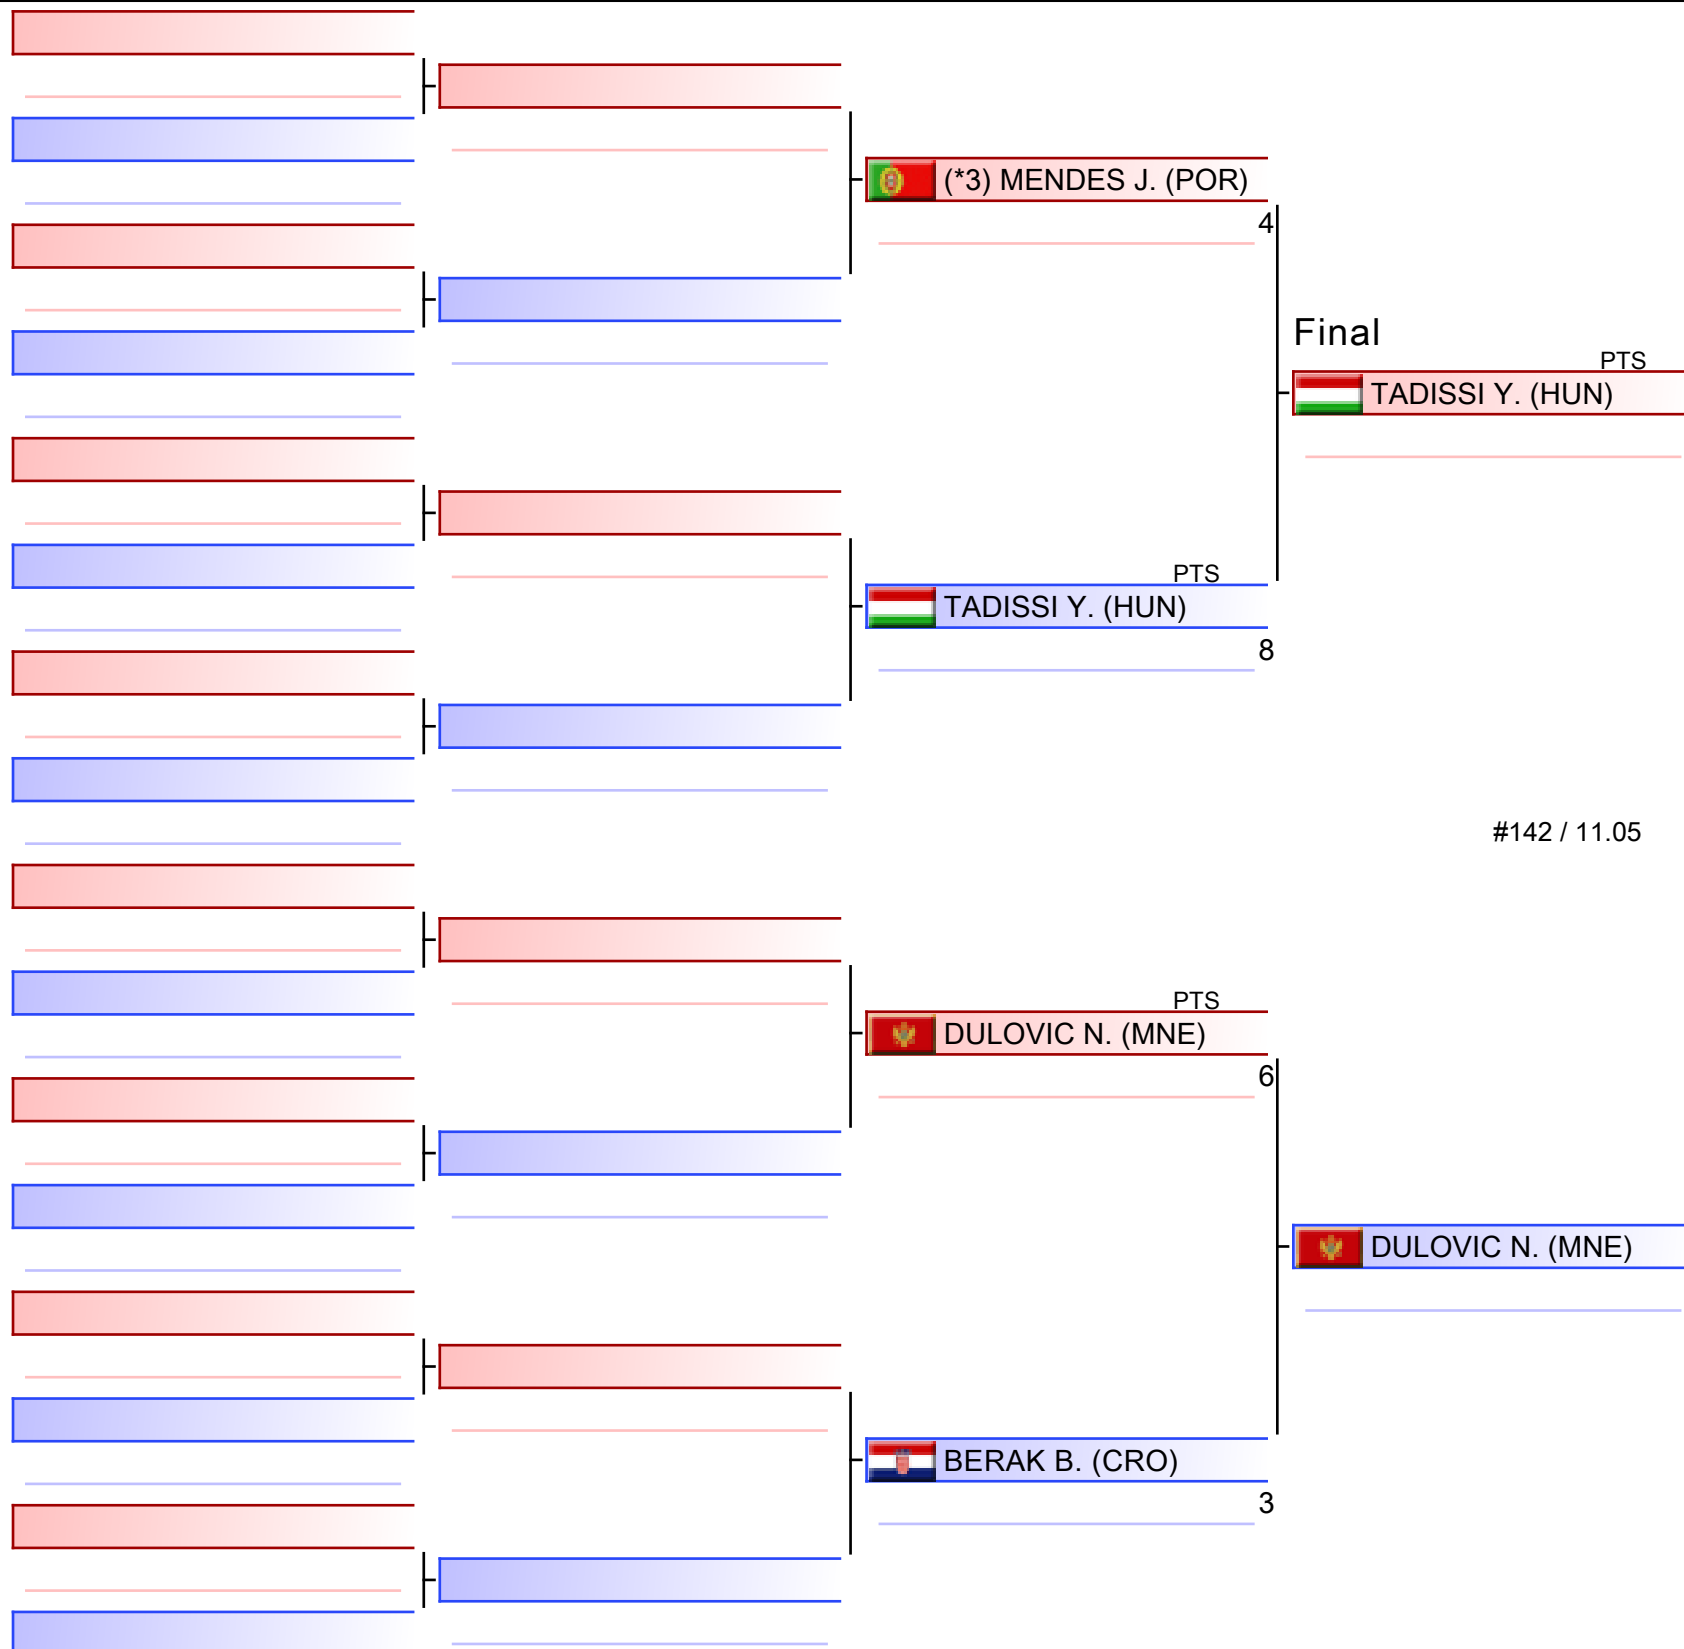 (*3) MENDES J. (POR)
4
Final
PTS
TADISSI Y. (HUN)
PTS
TADISSI Y. (HUN)
8
#142 / 11.05
PTS
DULOVIC N. (MNE)
6
DULOVIC N. (MNE)
BERAK B. (CRO)
3